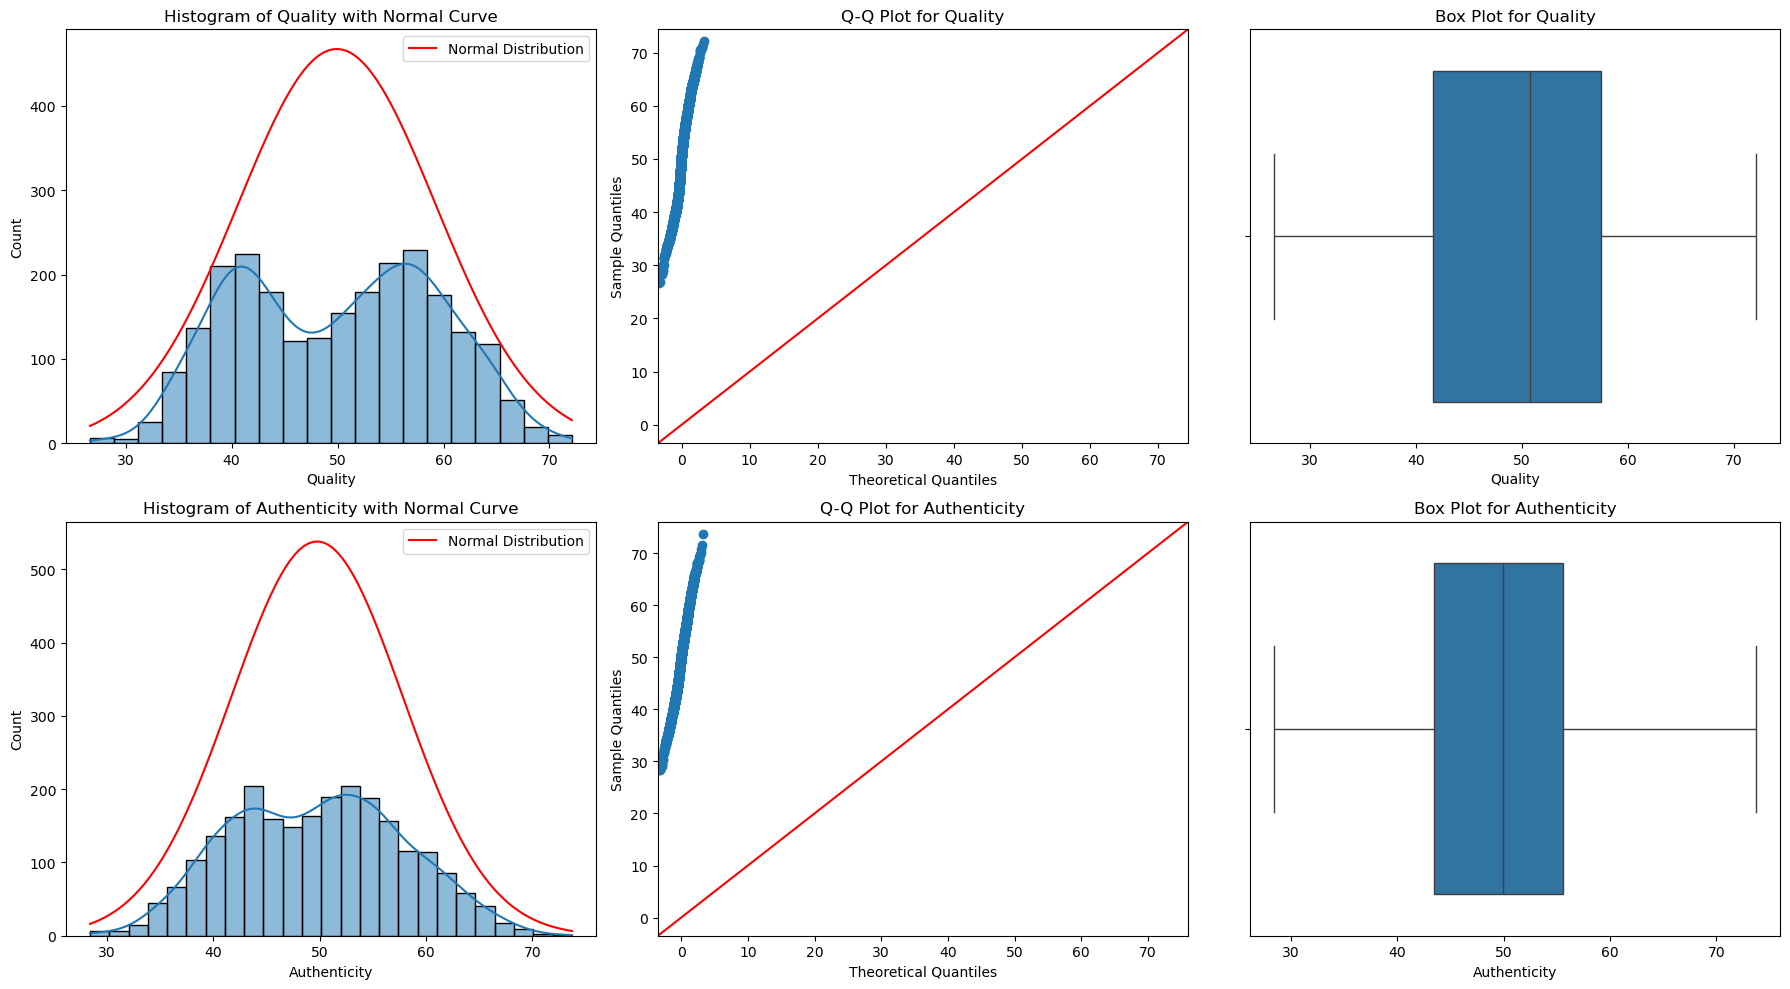 Histogram of Quality with Normal Curve
Normal Distribution
400
300
200
100
0
Count
30 40 50 60 70
Quality
Q-Q Plot for Quality
70
60
50
40
30
20
10
0
Sample Quantiles
0 10 20 30 40 50 60 70
Theoretical Quantiles
Box Plot for Quality
30 40 50 60 70
Quality
Histogram of Authenticity with Normal Curve
Normal Distribution
500
400
300
200
100
0
Count
30 40 50 60 70
Authenticity
Q-Q Plot for Authenticity
70
60
50
40
30
20
10
0
Sample Quantiles
0 10 20 30 40 50 60 70
Theoretical Quantiles
Box Plot for Authenticity
30 40 50 60 70
Authenticity